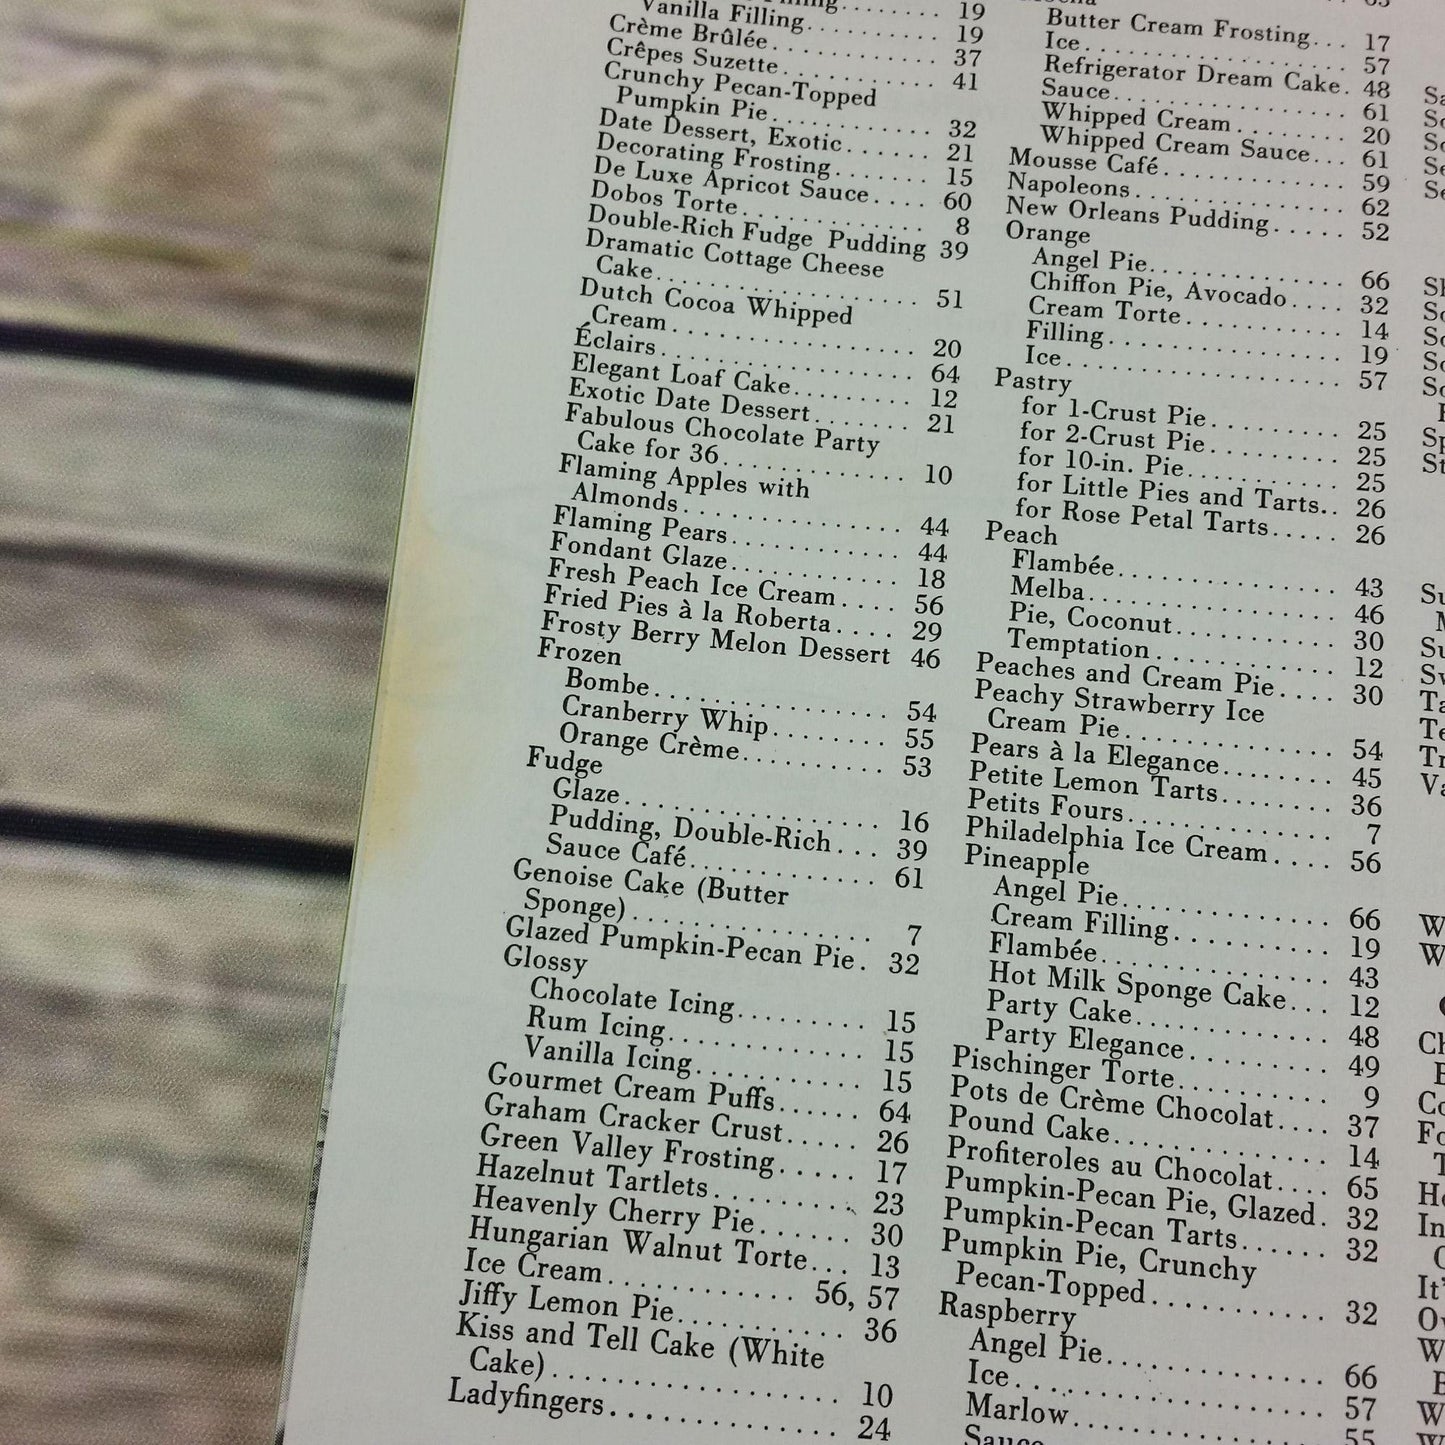 Vanilla Filling.......... 19
Crème Brûlée.......... 37
Crêpes Suzette.......... 41
Crunchy Pecan-Topped
Pumpkin Pie.......... 32
Date Dessert, Exotic...... 21
Decorating Frosting....... 15
De Luxe Apricot Sauce.... 60
Dobos Torte.......... 8
Double-Rich Fudge Pudding 39
Dramatic Cottage Cheese
Cake.......... 51
Dutch Cocoa Whipped
Cream.......... 20
Éclairs.......... 64
Elegant Loaf Cake......... 12
Exotic Date Dessert....... 21
Fabulous Chocolate Party
Cake for 36.......... 10
Flaming Apples with
Almonds.......... 44
Flaming Pears.......... 44
Fondant Glaze.......... 18
Fresh Peach Ice Cream.... 56
Fried Pies à la Roberta.... 29
Frosty Berry Melon Dessert 46
Frozen
Bombe.......... 54
Cranberry Whip........ 55
Orange Crème.......... 53
Fudge
Glaze.......... 16
Pudding, Double-Rich... 39
Sauce Café.......... 61
Genoise Cake (Butter
Sponge).......... 7
Glazed Pumpkin-Pecan Pie. 32
Glossy
Chocolate Icing......... 15
Rum Icing.......... 15
Vanilla Icing.......... 15
Gourmet Cream Puffs...... 64
Graham Cracker Crust..... 26
Green Valley Frosting..... 17
Hazelnut Tartlets......... 23
Heavenly Cherry Pie...... 30
Hungarian Walnut Torte... 13
Ice Cream.......... 56, 57
Jiffy Lemon Pie.......... 36
Kiss and Tell Cake (White
Cake).......... 10
Ladyfingers.......... 24
Butter Cream Frosting... 17
Ice.......... 57
Refrigerator Dream Cake. 48
Sauce.......... 61
Whipped Cream........ 20
Whipped Cream Sauce... 61
Mousse Café.......... 59
Napoleons.......... 62
New Orleans Pudding..... 52
Orange
Angel Pie.......... 66
Chiffon Pie, Avocado.... 32
Cream Torte.......... 14
Filling.......... 19
Ice.......... 57
Pastry
for 1-Crust Pie......... 25
for 2-Crust Pie......... 25
for 10-in. Pie.......... 25
for Little Pies and Tarts.. 26
for Rose Petal Tarts..... 26
Peach
Flambée.......... 43
Melba.......... 46
Pie, Coconut.......... 30
Temptation.......... 12
Peaches and Cream Pie.... 30
Peachy Strawberry Ice
Cream Pie.......... 54
Pears à la Elegance........ 45
Petite Lemon Tarts........ 36
Petits Fours.......... 7
Philadelphia Ice Cream.... 56
Pineapple
Angel Pie.......... 66
Cream Filling.......... 19
Flambée.......... 43
Hot Milk Sponge Cake... 12
Party Cake.......... 48
Party Elegance........ 49
Pischinger Torte.......... 9
Pots de Crème Chocolat.... 37
Pound Cake.......... 14
Profiteroles au Chocolat.... 65
Pumpkin-Pecan Pie, Glazed. 32
Pumpkin-Pecan Tarts...... 32
Pumpkin Pie, Crunchy
Pecan-Topped.......... 32
Raspberry
Angel Pie.......... 66
Ice.......... 57
Marlow.......... 55
Sauce